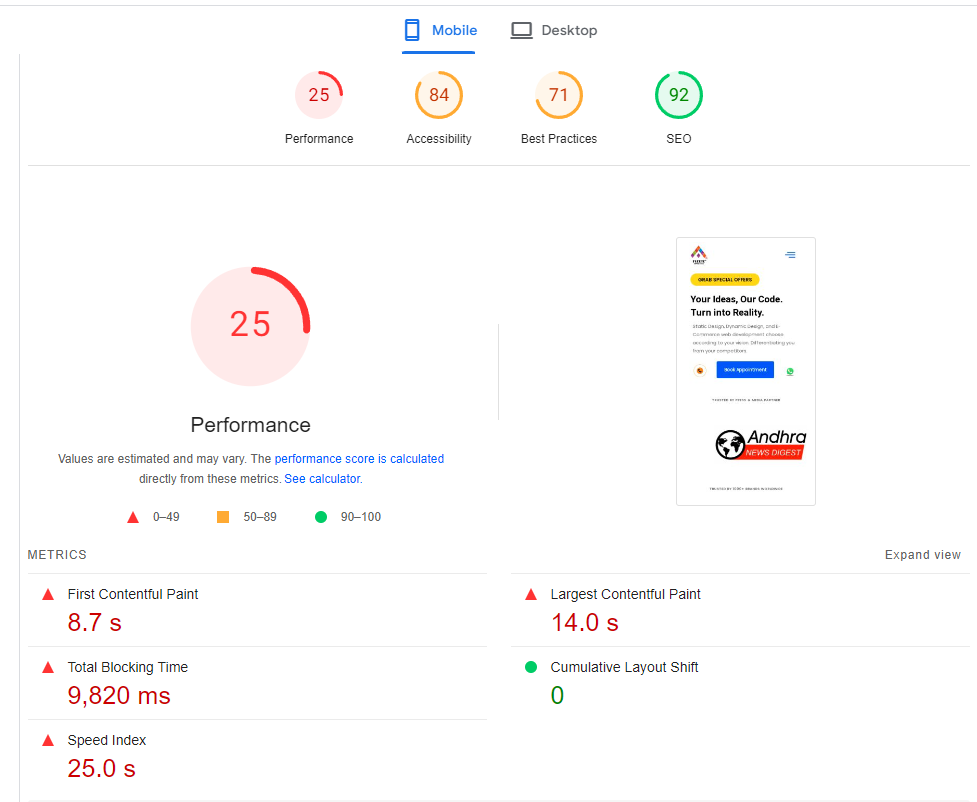 Mobile
Desktop
25
84
71
92
Performance
Accessibility
Best Practices
SEO
25
Performance
Values are estimated and may vary. The performance score is calculated
directly from these metrics. See calculator.
0–49
50–89
90–100
GRAB SPECIAL OFFERS
Your Ideas, Our Code.
Turn into Reality.
Static Design, Dynamic Design, and E-
Commerce web development choose
according to your vision. Differentiating you
from your competitors.
Book Appointment
Andhra
NEWS DIGEST
METRICS
Expand view
First Contentful Paint
8.7 s
Largest Contentful Paint
14.0 s
Total Blocking Time
9,820 ms
Cumulative Layout Shift
0
Speed Index
25.0 s